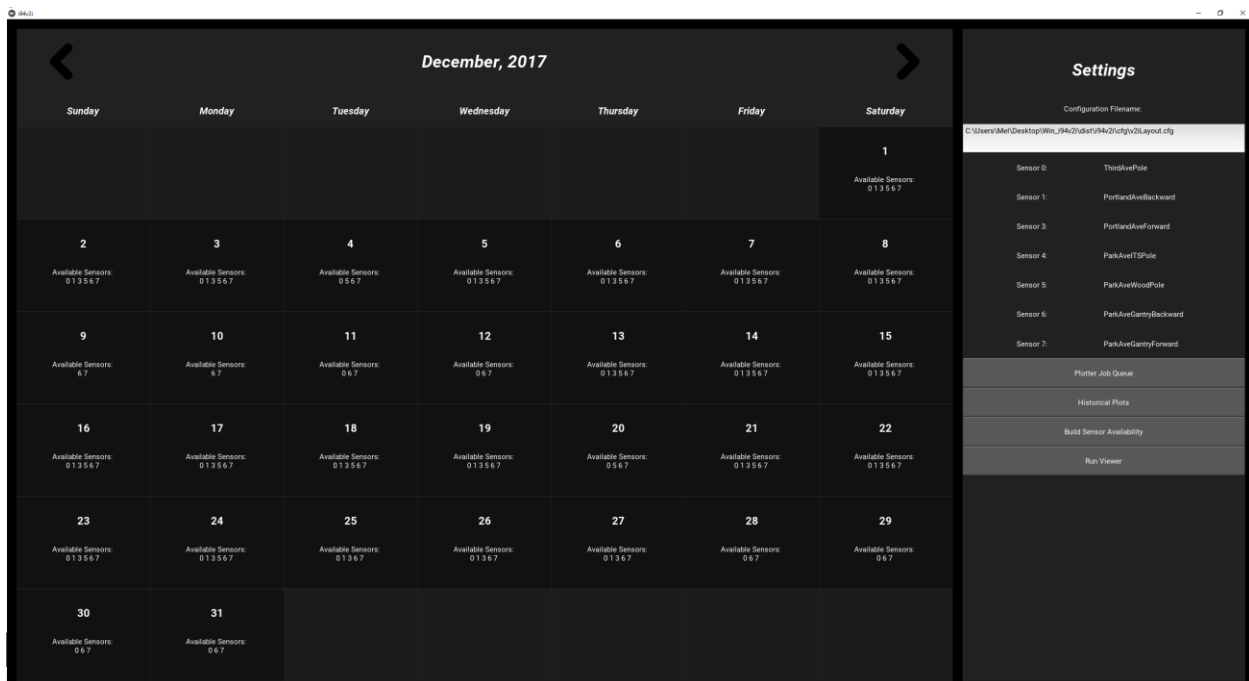 i94v2i
December, 2017
Sunday Monday Tuesday Wednesday Thursday Friday Saturday
1
Available Sensors:
0 1 3 5 6 7
2 3 4 5 6 7 8
Available Sensors: Available Sensors: Available Sensors: Available Sensors: Available Sensors: Available Sensors: Available Sensors:
0 1 3 5 6 7 0 1 3 5 6 7 0 5 6 7 0 1 3 5 6 7 0 1 3 5 6 7 0 1 3 5 6 7 0 1 3 5 6 7
9 10 11 12 13 14 15
Available Sensors: Available Sensors: Available Sensors: Available Sensors: Available Sensors: Available Sensors: Available Sensors:
6 7 6 7 0 6 7 0 6 7 0 1 3 5 6 7 0 1 3 5 6 7 0 1 3 5 6 7
16 17 18 19 20 21 22
Available Sensors: Available Sensors: Available Sensors: Available Sensors: Available Sensors: Available Sensors: Available Sensors:
0 1 3 5 6 7 0 1 3 5 6 7 0 1 3 5 6 7 0 1 3 5 6 7 0 5 6 7 0 1 3 5 6 7 0 1 3 5 6 7
23 24 25 26 27 28 29
Available Sensors: Available Sensors: Available Sensors: Available Sensors: Available Sensors: Available Sensors: Available Sensors:
0 1 3 5 6 7 0 1 3 5 6 7 0 1 3 6 7 0 1 3 6 7 0 1 3 6 7 0 6 7 0 6 7
30 31
Available Sensors: Available Sensors:
0 6 7 0 6 7
Settings
Configuration Filename:
C:\Users\Mel\Desktop\Win_i94v2i\dist\i94v2i\cfg\v2iLayout.cfg
Sensor 0: ThirdAvePole
Sensor 1: PortlandAveBackward
Sensor 3: PortlandAveForward
Sensor 4: ParkAveITSPole
Sensor 5: ParkAveWoodPole
Sensor 6: ParkAveGantryBackward
Sensor 7: ParkAveGantryForward
Plotter Job Queue
Historical Plots
Build Sensor Availability
Run Viewer